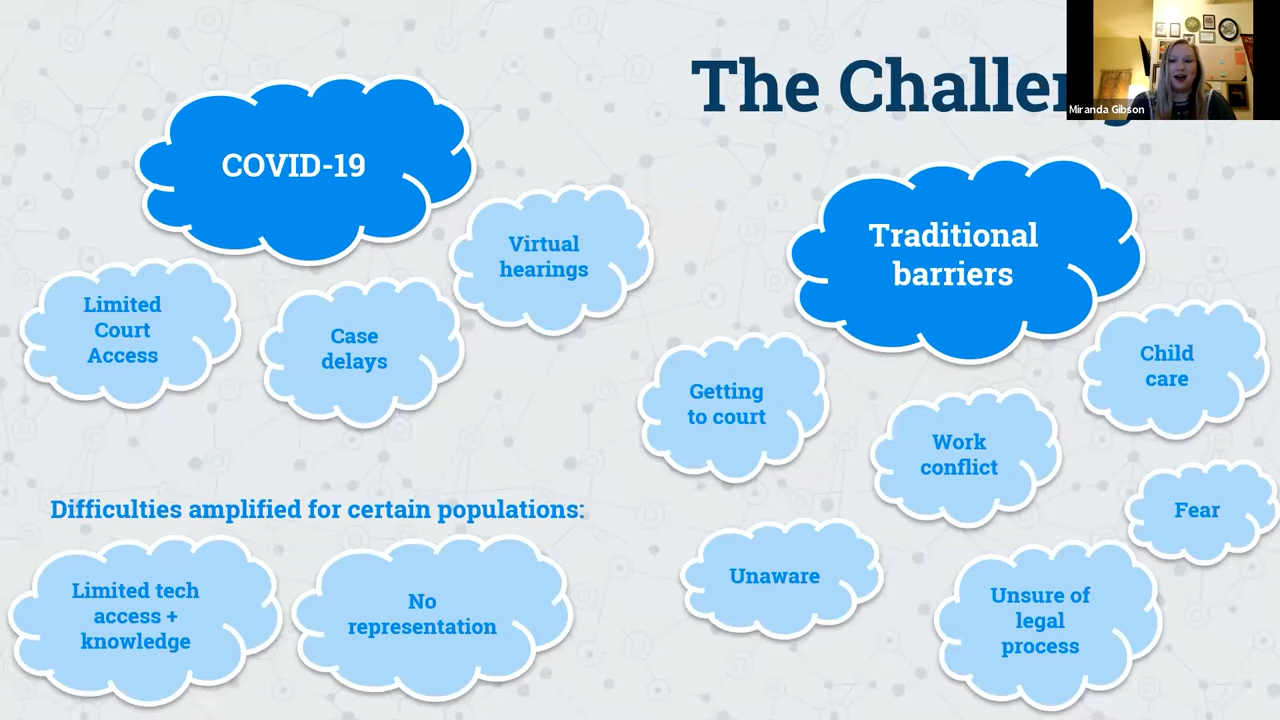 The Challen
Miranda Gibson
COVID-19
Virtual
hearings
Limited
Court
Access
Case
delays
Difficulties amplified for certain populations:
Limited tech
access +
knowledge
No
representation
Traditional
barriers
Getting
to court
Child
care
Work
conflict
Fear
Unaware
Unsure of
legal
process